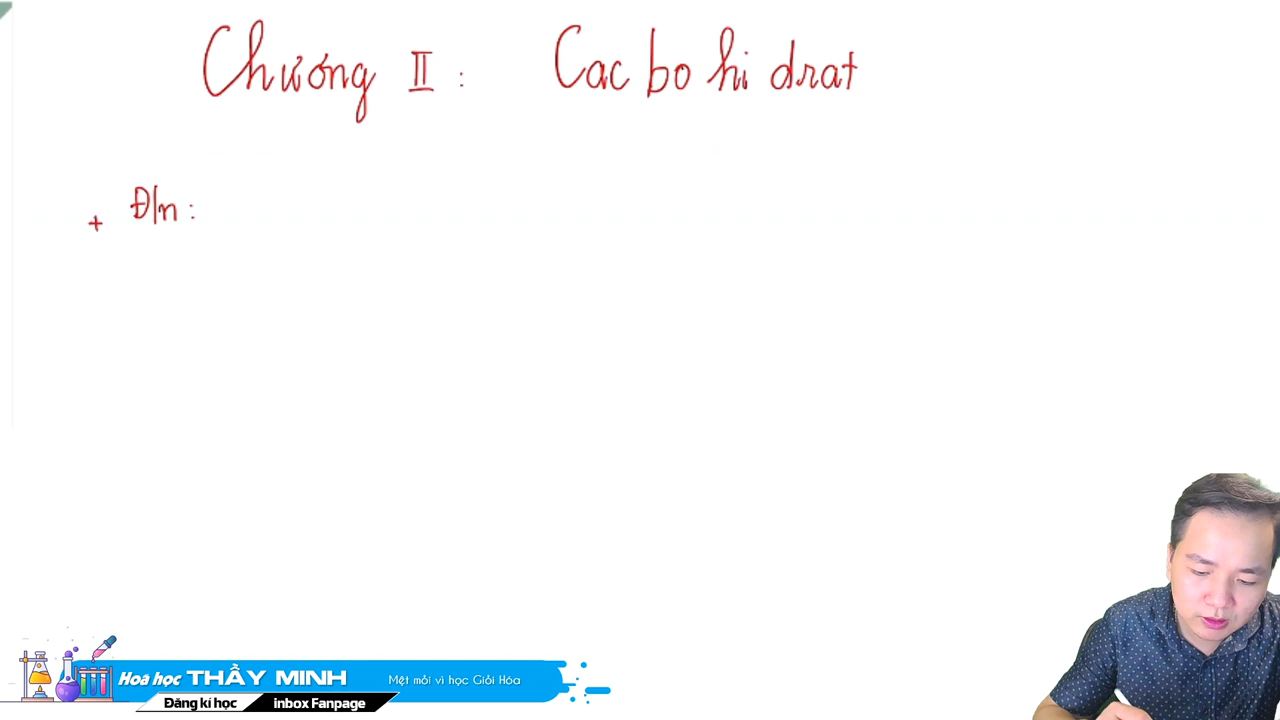 Chương II : Cac bo hi drat
+ Đ/n :
Hoá học THẦY MINH
Mệt mỏi vì học Giỏi Hóa
Đăng kí học inbox Fanpage